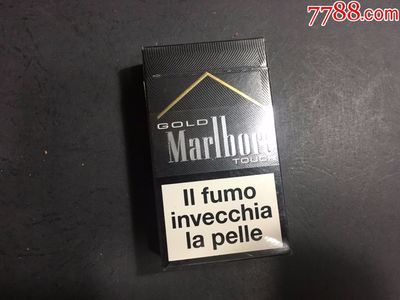 7788.com
GOLD
Marlboro
TOUCH
Il fumo
invecchia
la pelle